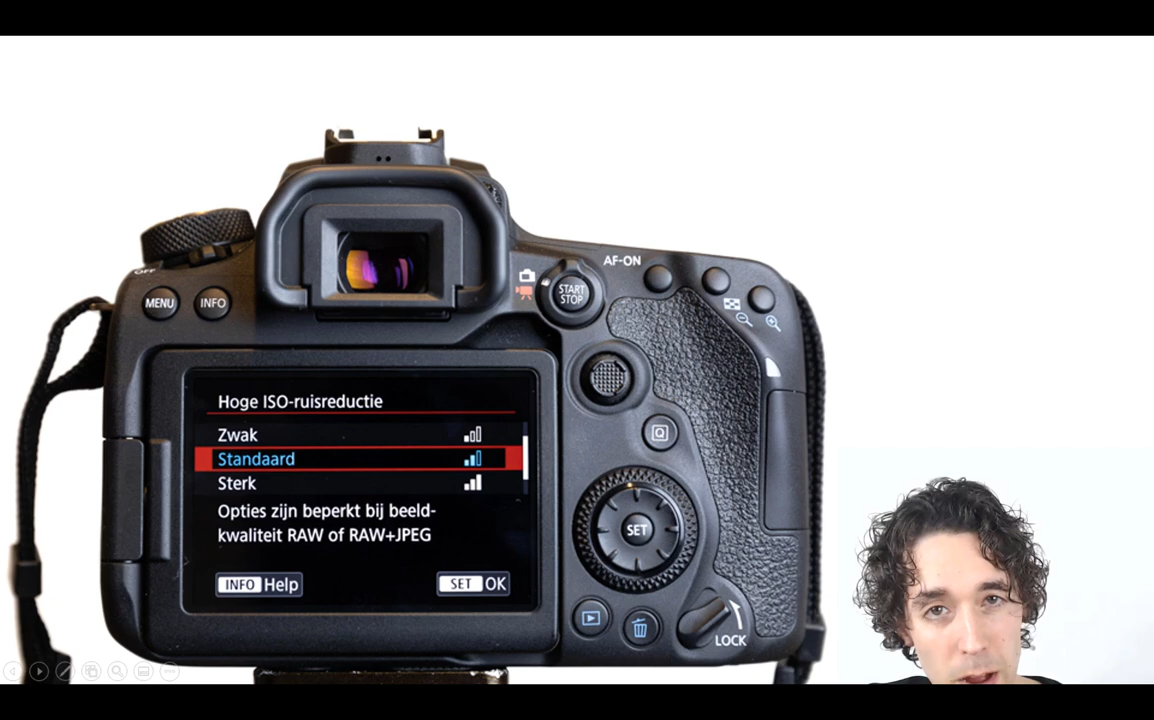 OFF
MENU
INFO
AF-ON
START
STOP
Q
Hoge ISO-ruisreductie
Zwak
Standaard
Sterk
Opties zijn beperkt bij beeld-
kwaliteit RAW of RAW+JPEG
INFO Help
SET OK
SET
LOCK